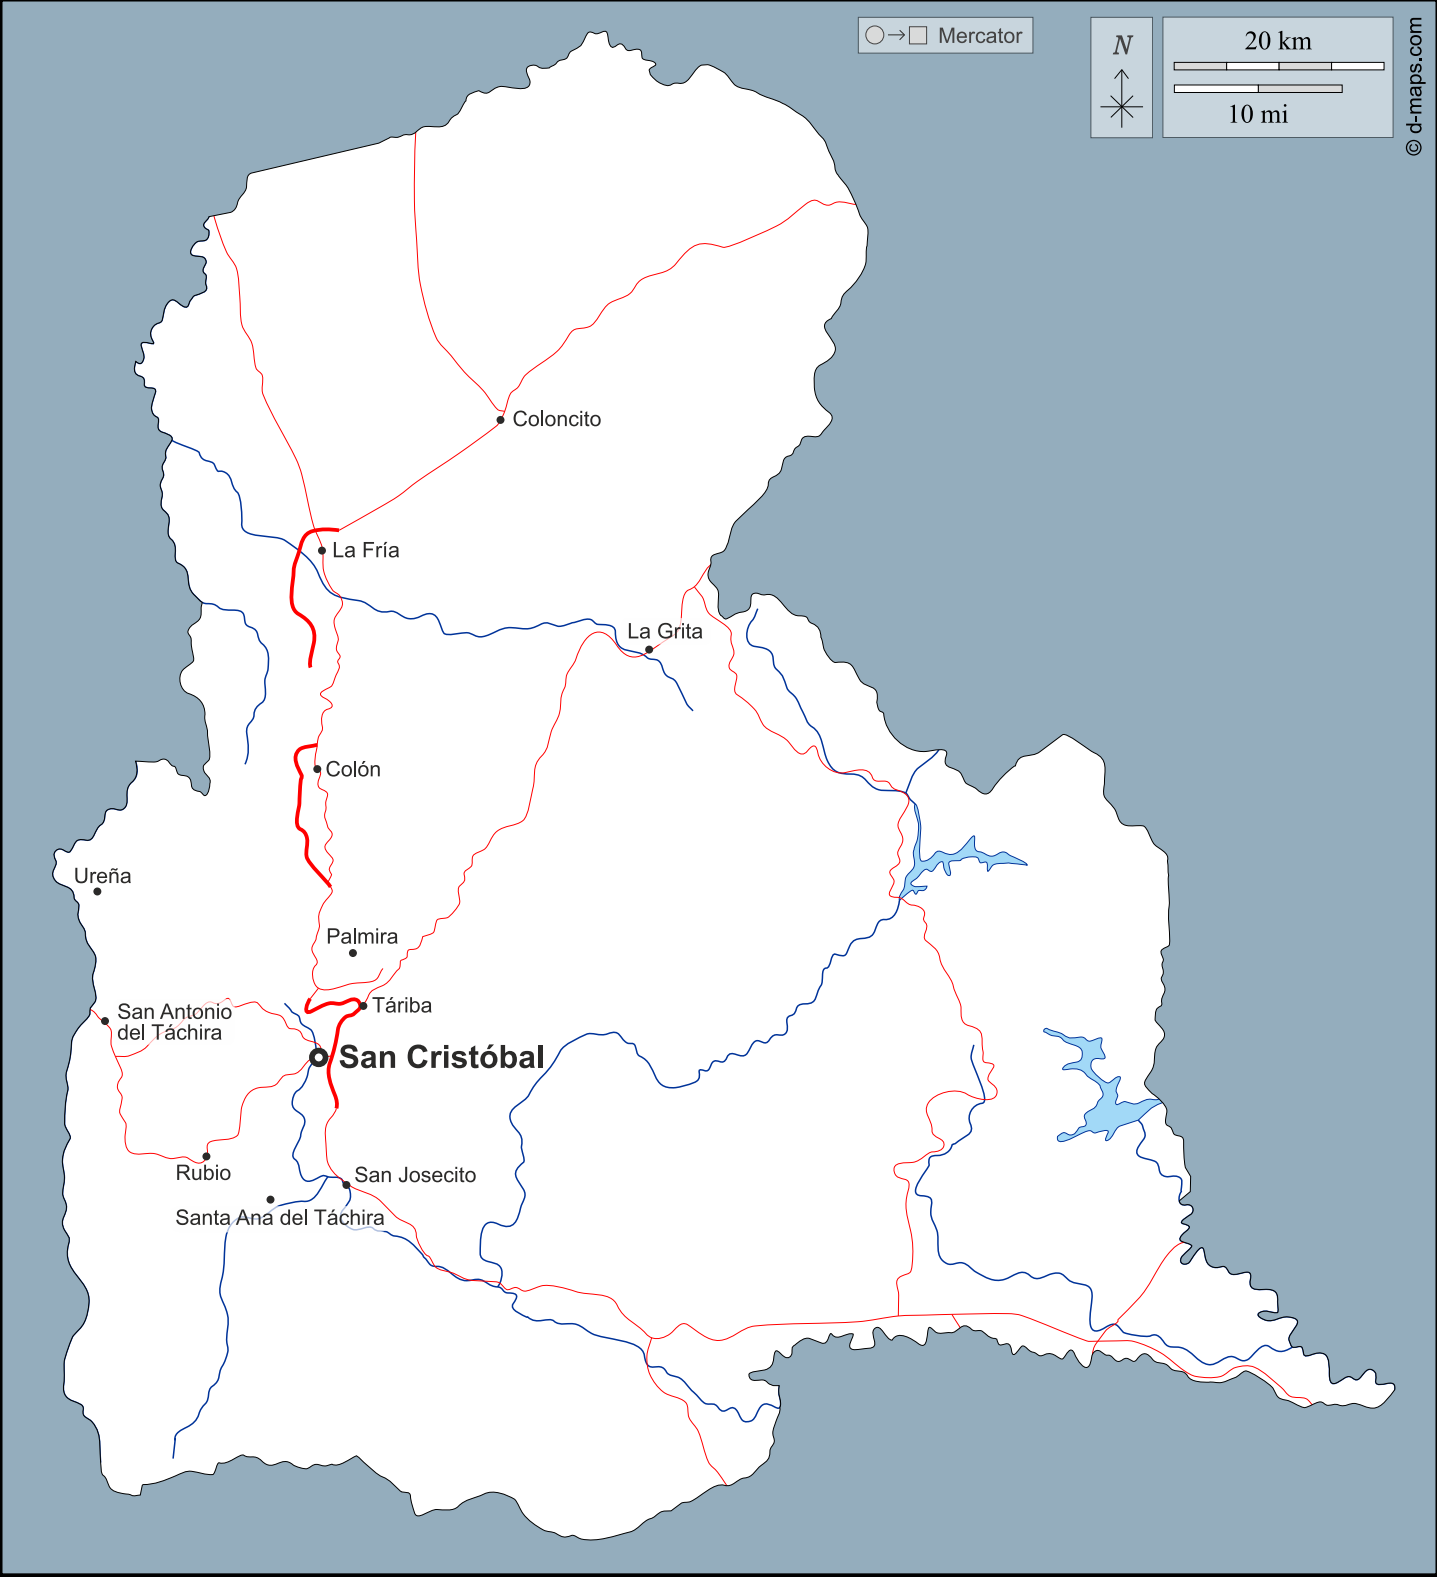 Mercator
N
20 km
10 mi
© d-maps.com
Coloncito
La Fría
La Grita
Colón
Ureña
Palmira
San Antonio
del Táchira
Táriba
San Cristóbal
Rubio
San Josecito
Santa Ana del Táchira